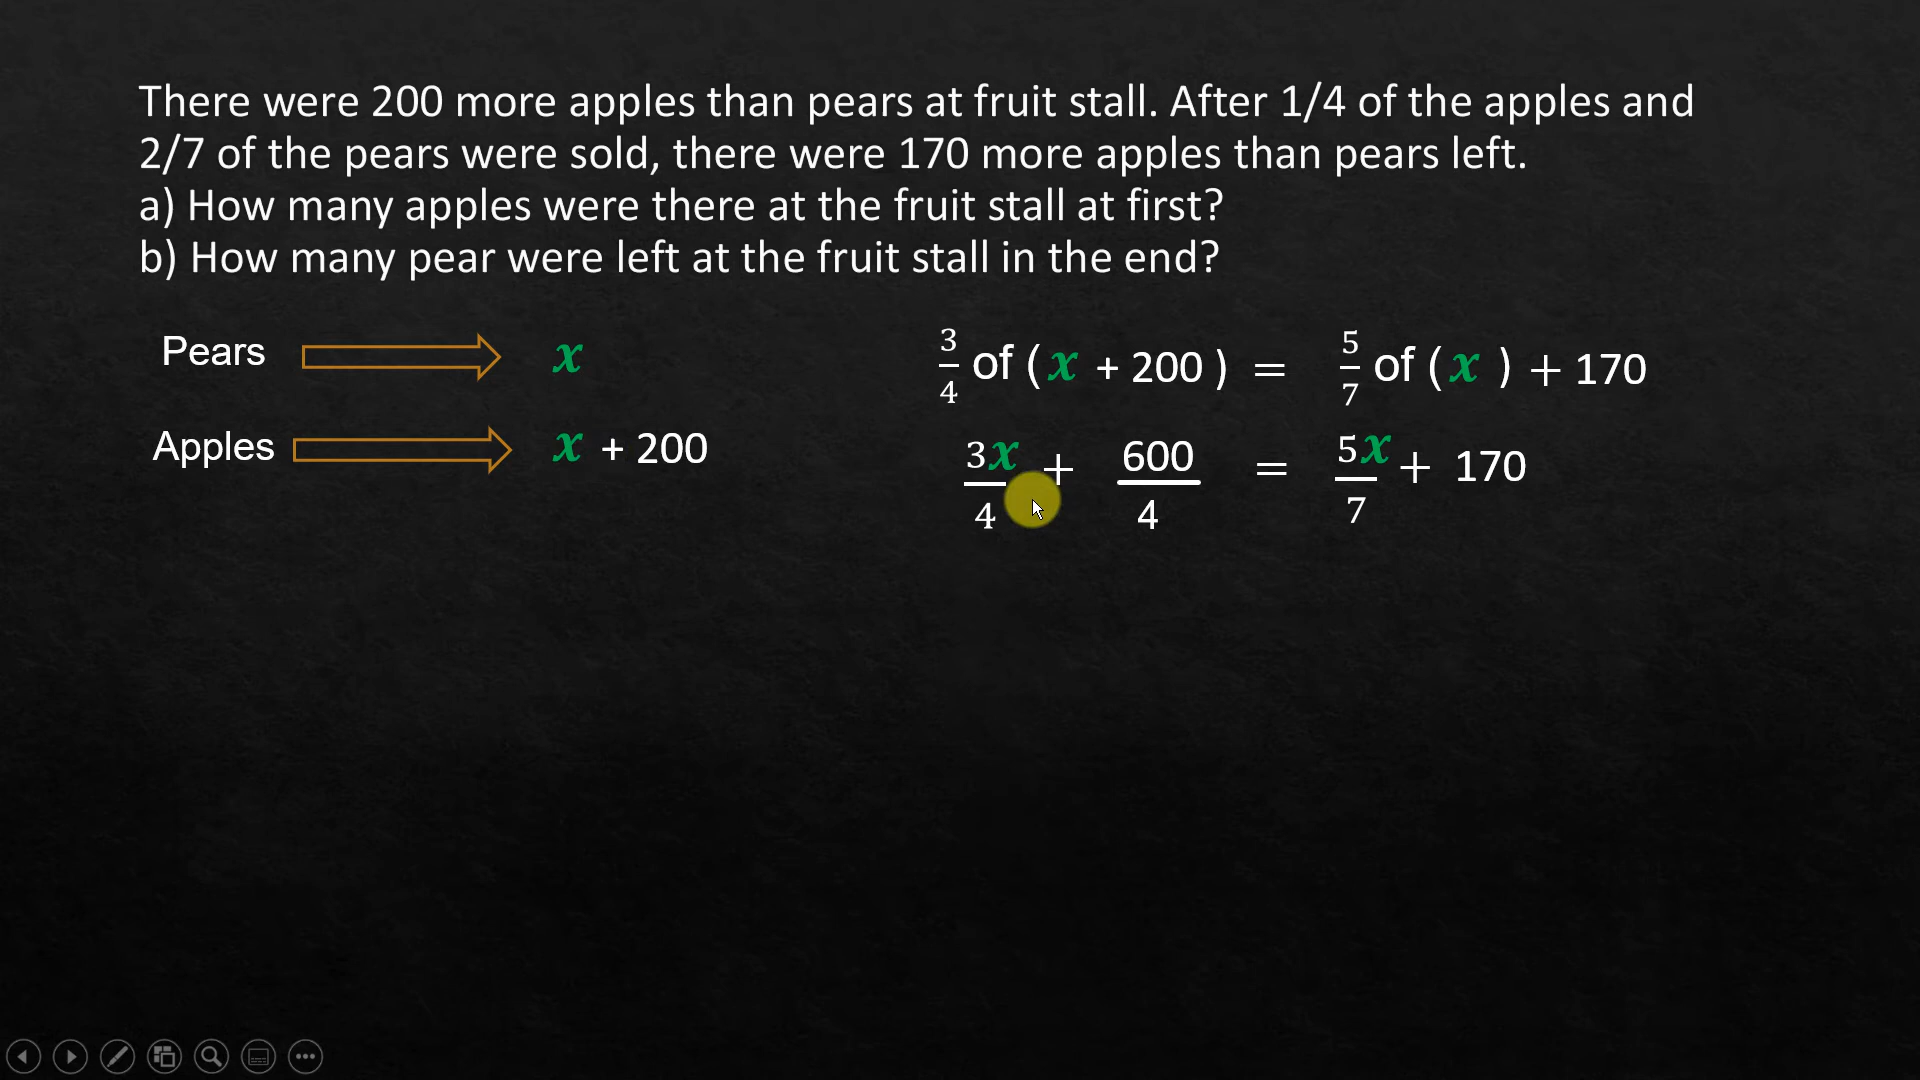 There were 200 more apples than pears at fruit stall. After 1/4 of the apples and
2/7 of the pears were sold, there were 170 more apples than pears left.
a) How many apples were there at the fruit stall at first?
b) How many pear were left at the fruit stall in the end?
Pears x
Apples x + 200
3/4 of ( x + 200 ) = 5/7 of ( x ) + 170
3x/4 + 600/4 = 5x/7 + 170